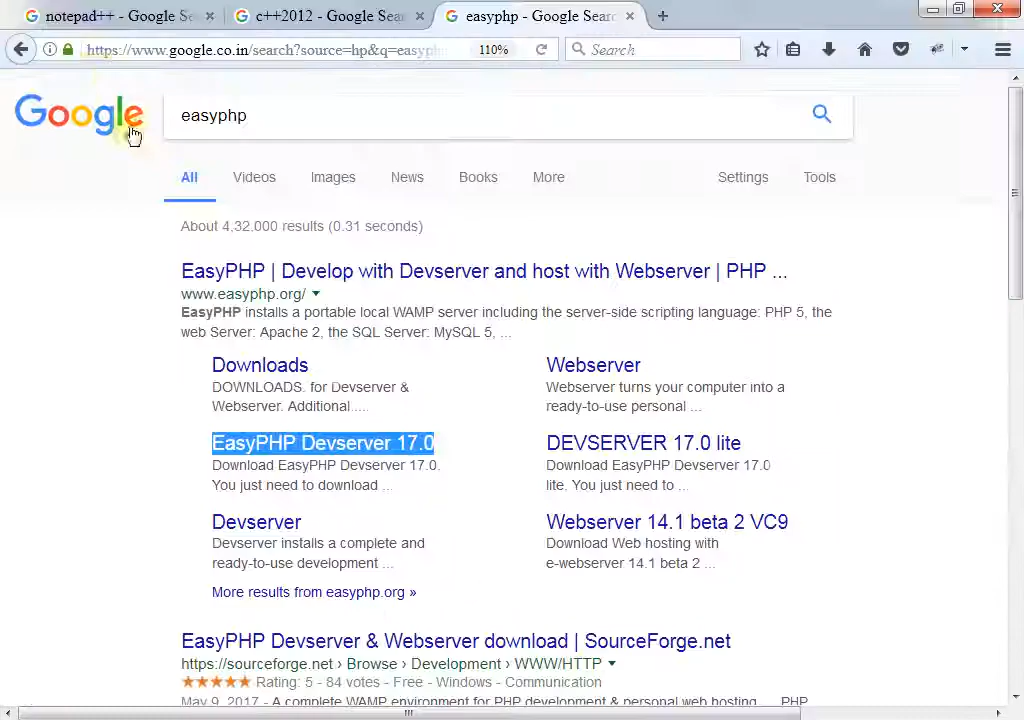 notepad++ - Google Se
c++2012 - Google Sear
easyphp - Google Searc
https://www.google.co.in/search?source=hp&q=easyph
110%
Search
Google
easyphp
All
Videos
Images
News
Books
More
Settings
Tools
About 4,32,000 results (0.31 seconds)
EasyPHP | Develop with Devserver and host with Webserver | PHP ...
www.easyphp.org/
EasyPHP installs a portable local WAMP server including the server-side scripting language: PHP 5, the
web Server: Apache 2, the SQL Server: MySQL 5, ...
Downloads
DOWNLOADS. for Devserver &
Webserver. Additional.....
Webserver
Webserver turns your computer into a
ready-to-use personal ...
EasyPHP Devserver 17.0
Download EasyPHP Devserver 17.0.
You just need to download ...
DEVSERVER 17.0 lite
Download EasyPHP Devserver 17.0
lite. You just need to ...
Devserver
Devserver installs a complete and
ready-to-use development ...
Webserver 14.1 beta 2 VC9
Download Web hosting with
e-webserver 14.1 beta 2 ...
More results from easyphp.org »
EasyPHP Devserver & Webserver download | SourceForge.net
https://sourceforge.net › Browse › Development › WWW/HTTP
Rating: 5 - 84 votes - Free - Windows - Communication
May 9, 2017 - A complete WAMP environment for PHP development & personal web hosting. ... PHP